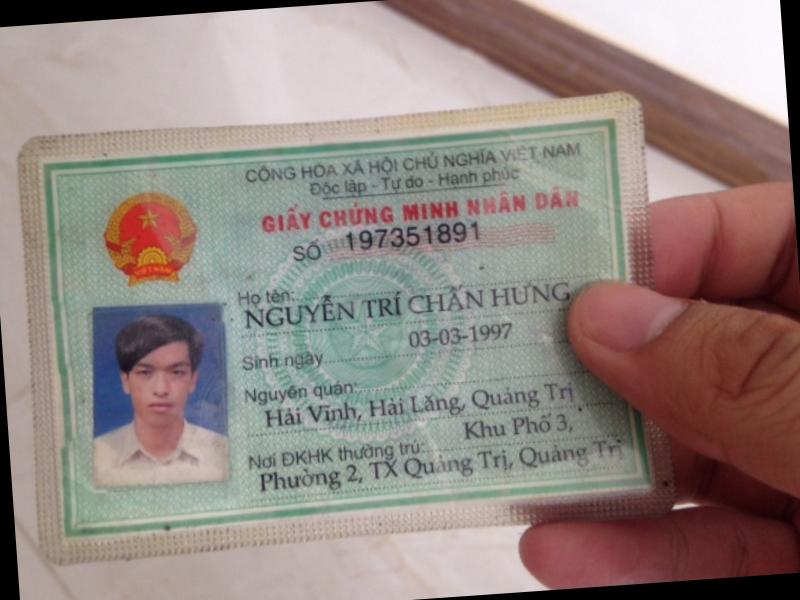 CỘNG HÒA XÃ HỘI CHỦ NGHĨA VIỆT NAM
Độc lập - Tự do - Hạnh phúc
GIẤY CHỨNG MINH NHÂN DÂN
SỐ 197351891
VIỆT NAM
Họ tên:
NGUYỄN TRÍ CHẤN HƯNG
03-03-1997
Sinh ngày
Nguyên quán:
Hải Vĩnh, Hải Lăng, Quảng Trị
Khu Phố 3,
Nơi ĐKHK thường trú:
Phường 2, TX Quảng Trị, Quảng Trị